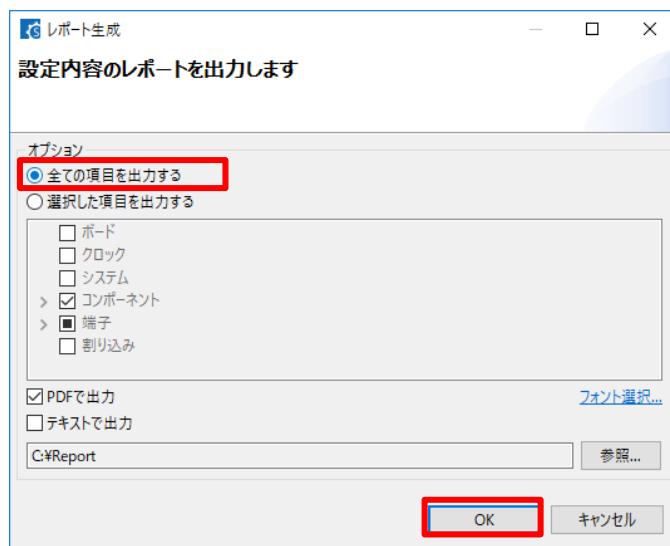 レポート生成
設定内容のレポートを出力します
オプション
全ての項目を出力する
選択した項目を出力する
ボード
クロック
システム
コンポーネント
端子
割り込み
PDFで出力
フォント選択...
テキストで出力
C:¥Report
参照...
OK
キャンセル